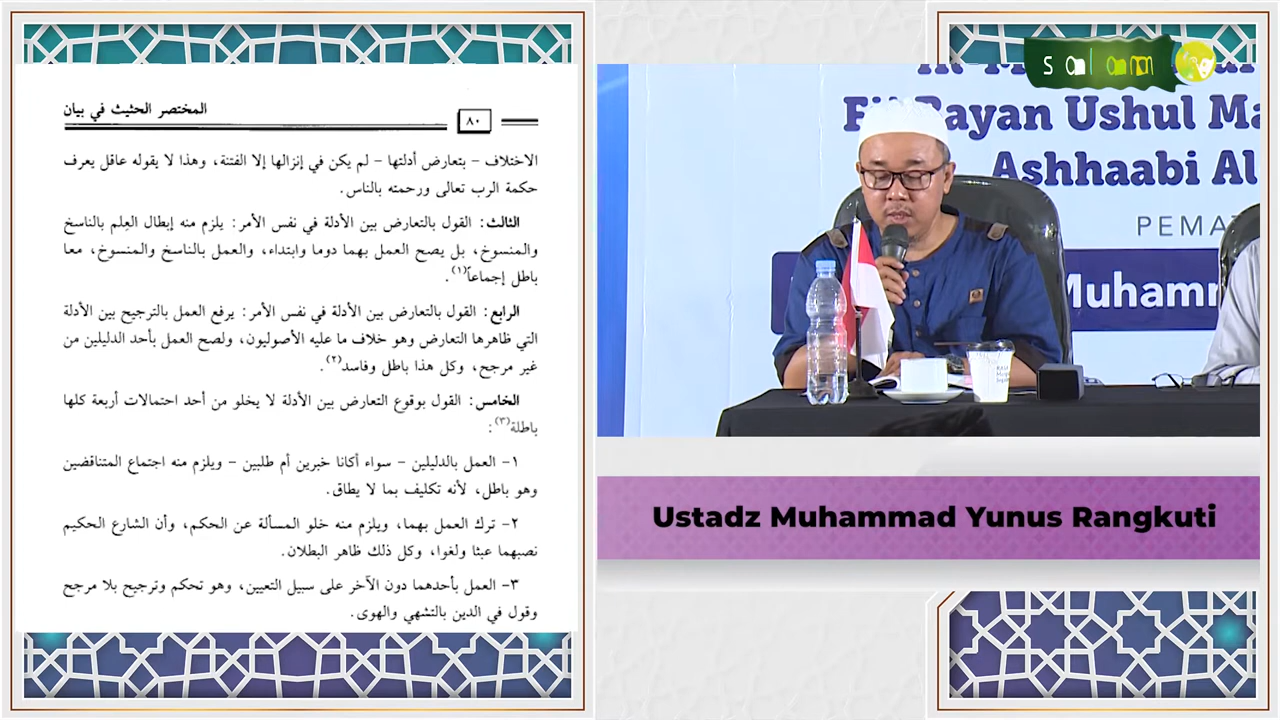 المختصر الحثيث في بيان
٨٠
الاختلاف – بتعارض أدلتها – لم يكن في إنزالها إلا الفتنة، وهذا لا يقوله عاقل يعرف
حكمة الرب تعالى ورحمته بالناس.
الثالث: القول بالتعارض بين الأدلة في نفس الأمر: يلزم منه إبطال العِلم بالناسخ
والمنسوخ، بل يصح العمل بهما دوما وابتداء، والعمل بالناسخ والمنسوخ، معا
باطل إجماعاً(١).
الرابع: القول بالتعارض بين الأدلة في نفس الأمر: يرفع العمل بالترجيح بين الأدلة
التي ظاهرها التعارض وهو خلاف ما عليه الأصوليون، ولصح العمل بأحد الدليلين من
غير مرجح، وكل هذا باطل وفاسد(٢).
الخامس: القول بوقوع التعارض بين الأدلة لا يخلو من أحد احتمالات أربعة كلها
باطلة(٣):
١- العمل بالدليلين – سواء أكانا خبرين أم طلبين – ويلزم منه اجتماع المتناقضين
وهو باطل، لأنه تكليف بما لا يطاق.
٢- ترك العمل بهما، ويلزم منه خلو المسألة عن الحكم، وأن الشارع الحكيم
نصبهما عبثا ولغوا، وكل ذلك ظاهر البطلان.
٣- العمل بأحدهما دون الآخر على سبيل التعيين، وهو تحكم وترجيح بلا مرجح
وقول في الدين بالتشهي والهوى.
Bayan Ushul Ma
Ashhaabi Al
PEMAT
Muhamm
Ustadz Muhammad Yunus Rangkuti